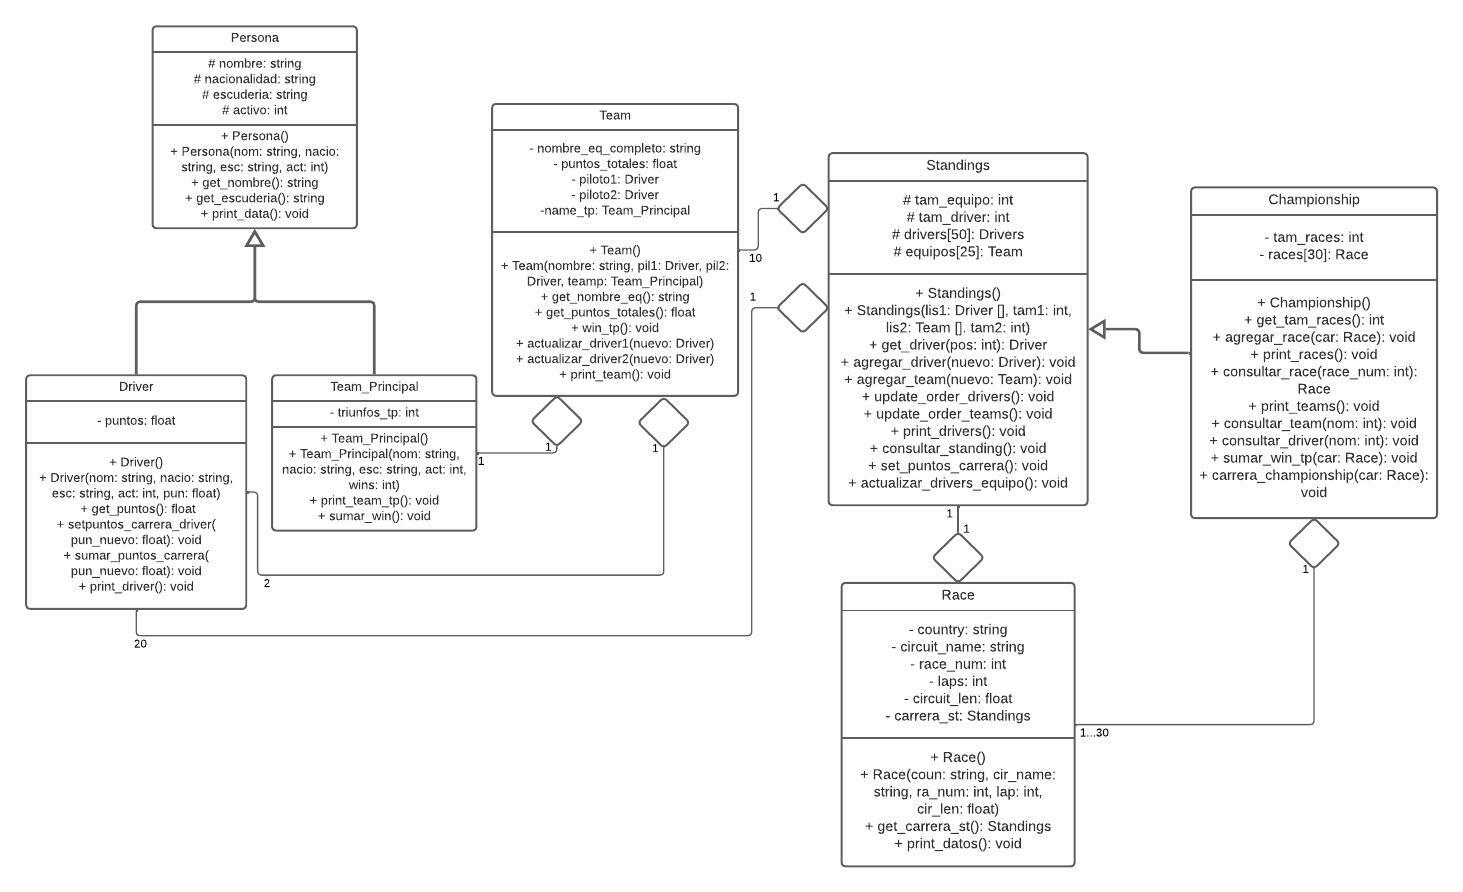 Persona
# nombre: string
# nacionalidad: string
# escuderia: string
# activo: int
+ Persona()
+ Persona(nom: string, nacio:
string, esc: string, act: int)
+ get_nombre(): string
+ get_escuderia(): string
+ print_data(): void
Team
- nombre_eq_completo: string
- puntos_totales: float
- piloto1: Driver
- piloto2: Driver
-name_tp: Team_Principal
+ Team()
+ Team(nombre: string, pil1: Driver, pil2:
Driver, teamp: Team_Principal)
+ get_nombre_eq(): string
+ get_puntos_totales(): float
+ win_tp(): void
+ actualizar_driver1(nuevo: Driver)
+ actualizar_driver2(nuevo: Driver)
+ print_team(): void
1
10
1
Standings
# tam_equipo: int
# tam_driver: int
# drivers[50]: Drivers
# equipos[25]: Team
+ Standings()
+ Standings(lis1: Driver [], tam1: int,
lis2: Team []. tam2: int)
+ get_driver(pos: int): Driver
+ agregar_driver(nuevo: Driver): void
+ agregar_team(nuevo: Team): void
+ update_order_drivers(): void
+ update_order_teams(): void
+ print_drivers(): void
+ consultar_standing(): void
+ set_puntos_carrera(): void
+ actualizar_drivers_equipo(): void
Championship
- tam_races: int
- races[30]: Race
+ Championship()
+ get_tam_races(): int
+ agregar_race(car: Race): void
+ print_races(): void
+ consultar_race(race_num: int):
Race
+ print_teams(): void
+ consultar_team(nom: int): void
+ consultar_driver(nom: int): void
+ sumar_win_tp(car: Race): void
+ carrera_championship(car: Race):
void
Driver
- puntos: float
+ Driver()
+ Driver(nom: string, nacio: string,
esc: string, act: int, pun: float)
+ get_puntos(): float
+ setpuntos_carrera_driver(
pun_nuevo: float): void
+ sumar_puntos_carrera(
pun_nuevo: float): void
+ print_driver(): void
Team_Principal
- triunfos_tp: int
+ Team_Principal()
+ Team_Principal(nom: string,
nacio: string, esc: string, act: int,
wins: int)
+ print_team_tp(): void
+ sumar_win(): void
1
1
1
2
20
1
1
1
Race
- country: string
- circuit_name: string
- race_num: int
- laps: int
- circuit_len: float
- carrera_st: Standings
+ Race()
+ Race(coun: string, cir_name:
string, ra_num: int, lap: int,
cir_len: float)
+ get_carrera_st(): Standings
+ print_datos(): void
1...30